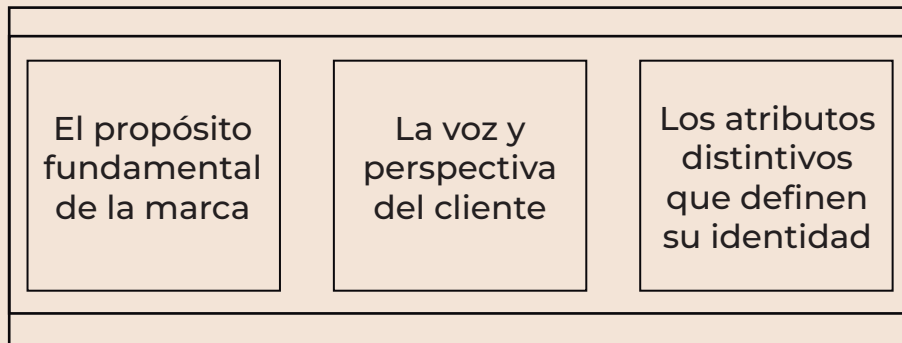 El propósito
fundamental
de la marca
La voz y
perspectiva
del cliente
Los atributos
distintivos
que definen
su identidad